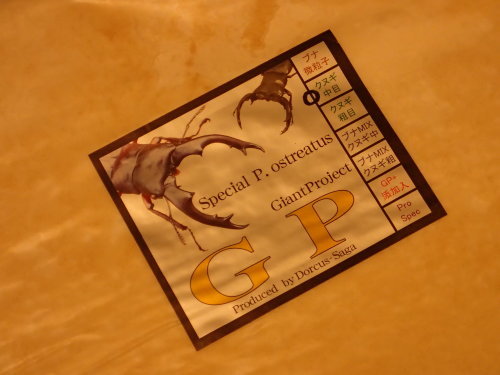 Special P. ostreatus
GiantProject
GP
Produced by Dorcus-Saga
ブナ
微粒子
クヌギ
中目
クヌギ
粗目
ブナMIX
クヌギ中
ブナMIX
クヌギ粗
GP+
添加入
Pro
Spec